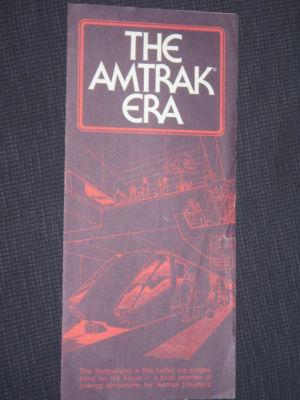 THE
AMTRAK®
ERA
The illustrations in this folder are projec-
tions for the future — a brief preview of
coming attractions for Amtrak travelers.